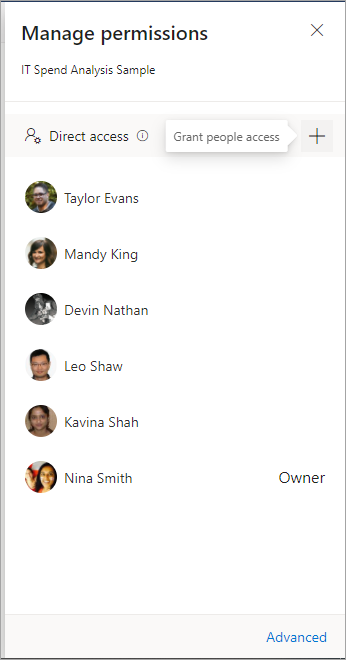 Manage permissions
IT Spend Analysis Sample
Direct access
Grant people access
Taylor Evans
Mandy King
Devin Nathan
Leo Shaw
Kavina Shah
Nina Smith
Owner
Advanced